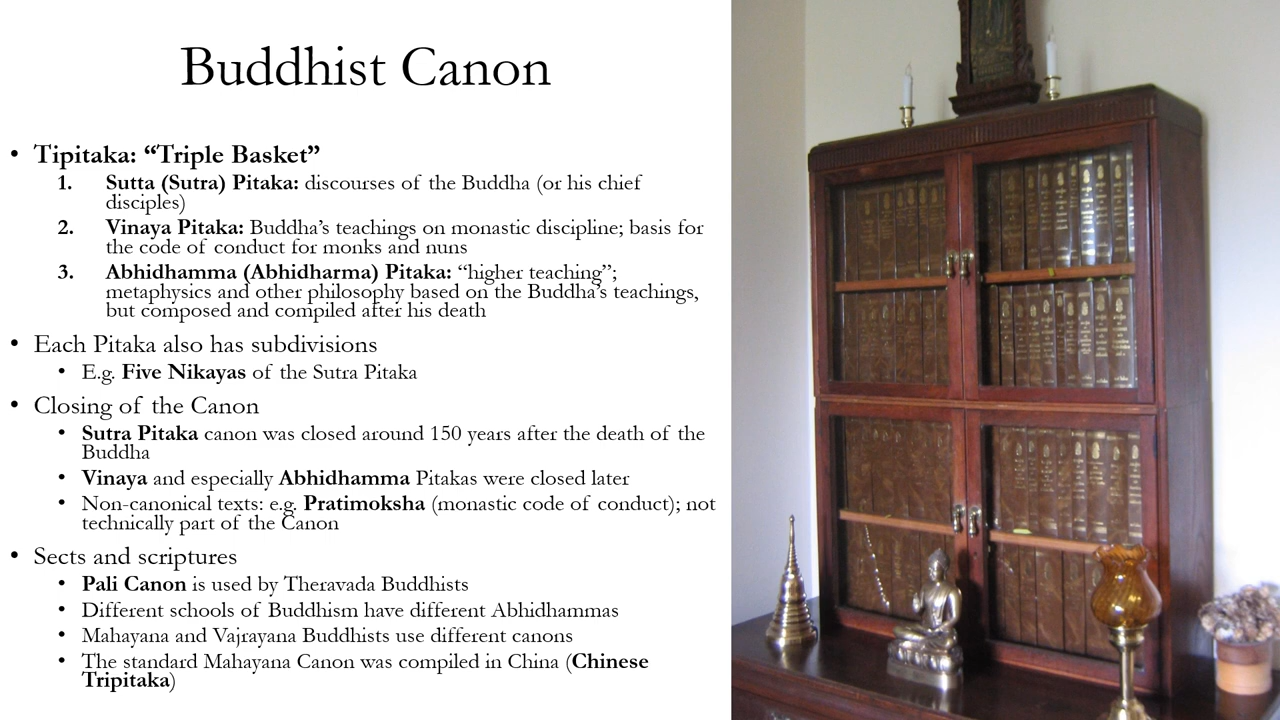 Buddhist Canon
• Tipitaka: “Triple Basket”
1. Sutta (Sutra) Pitaka: discourses of the Buddha (or his chief
disciples)
2. Vinaya Pitaka: Buddha’s teachings on monastic discipline; basis for
the code of conduct for monks and nuns
3. Abhidhamma (Abhidharma) Pitaka: “higher teaching”;
metaphysics and other philosophy based on the Buddha’s teachings,
but composed and compiled after his death
• Each Pitaka also has subdivisions
• E.g. Five Nikayas of the Sutra Pitaka
• Closing of the Canon
• Sutra Pitaka canon was closed around 150 years after the death of the
Buddha
• Vinaya and especially Abhidhamma Pitakas were closed later
• Non-canonical texts: e.g. Pratimoksha (monastic code of conduct); not
technically part of the Canon
• Sects and scriptures
• Pali Canon is used by Theravada Buddhists
• Different schools of Buddhism have different Abhidhammas
• Mahayana and Vajrayana Buddhists use different canons
• The standard Mahayana Canon was compiled in China (Chinese
Tripitaka)